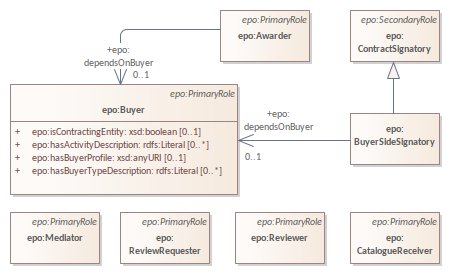 epo:PrimaryRole
epo:Awarder
epo:SecondaryRole
epo:
ContractSignatory
+epo:
dependsOnBuyer
0..1
epo:PrimaryRole
epo:Buyer
+ epo:isContractingEntity: xsd:boolean [0..1]
+ epo:hasActivityDescription: rdfs:Literal [0..*]
+ epo:hasBuyerProfile: xsd:anyURI [0..1]
+ epo:hasBuyerTypeDescription: rdfs:Literal [0..*]
+epo:
dependsOnBuyer
0..1
epo:
BuyerSideSignatory
epo:PrimaryRole
epo:Mediator
epo:PrimaryRole
epo:
ReviewRequester
epo:PrimaryRole
epo:Reviewer
epo:PrimaryRole
epo:
CatalogueReceiver